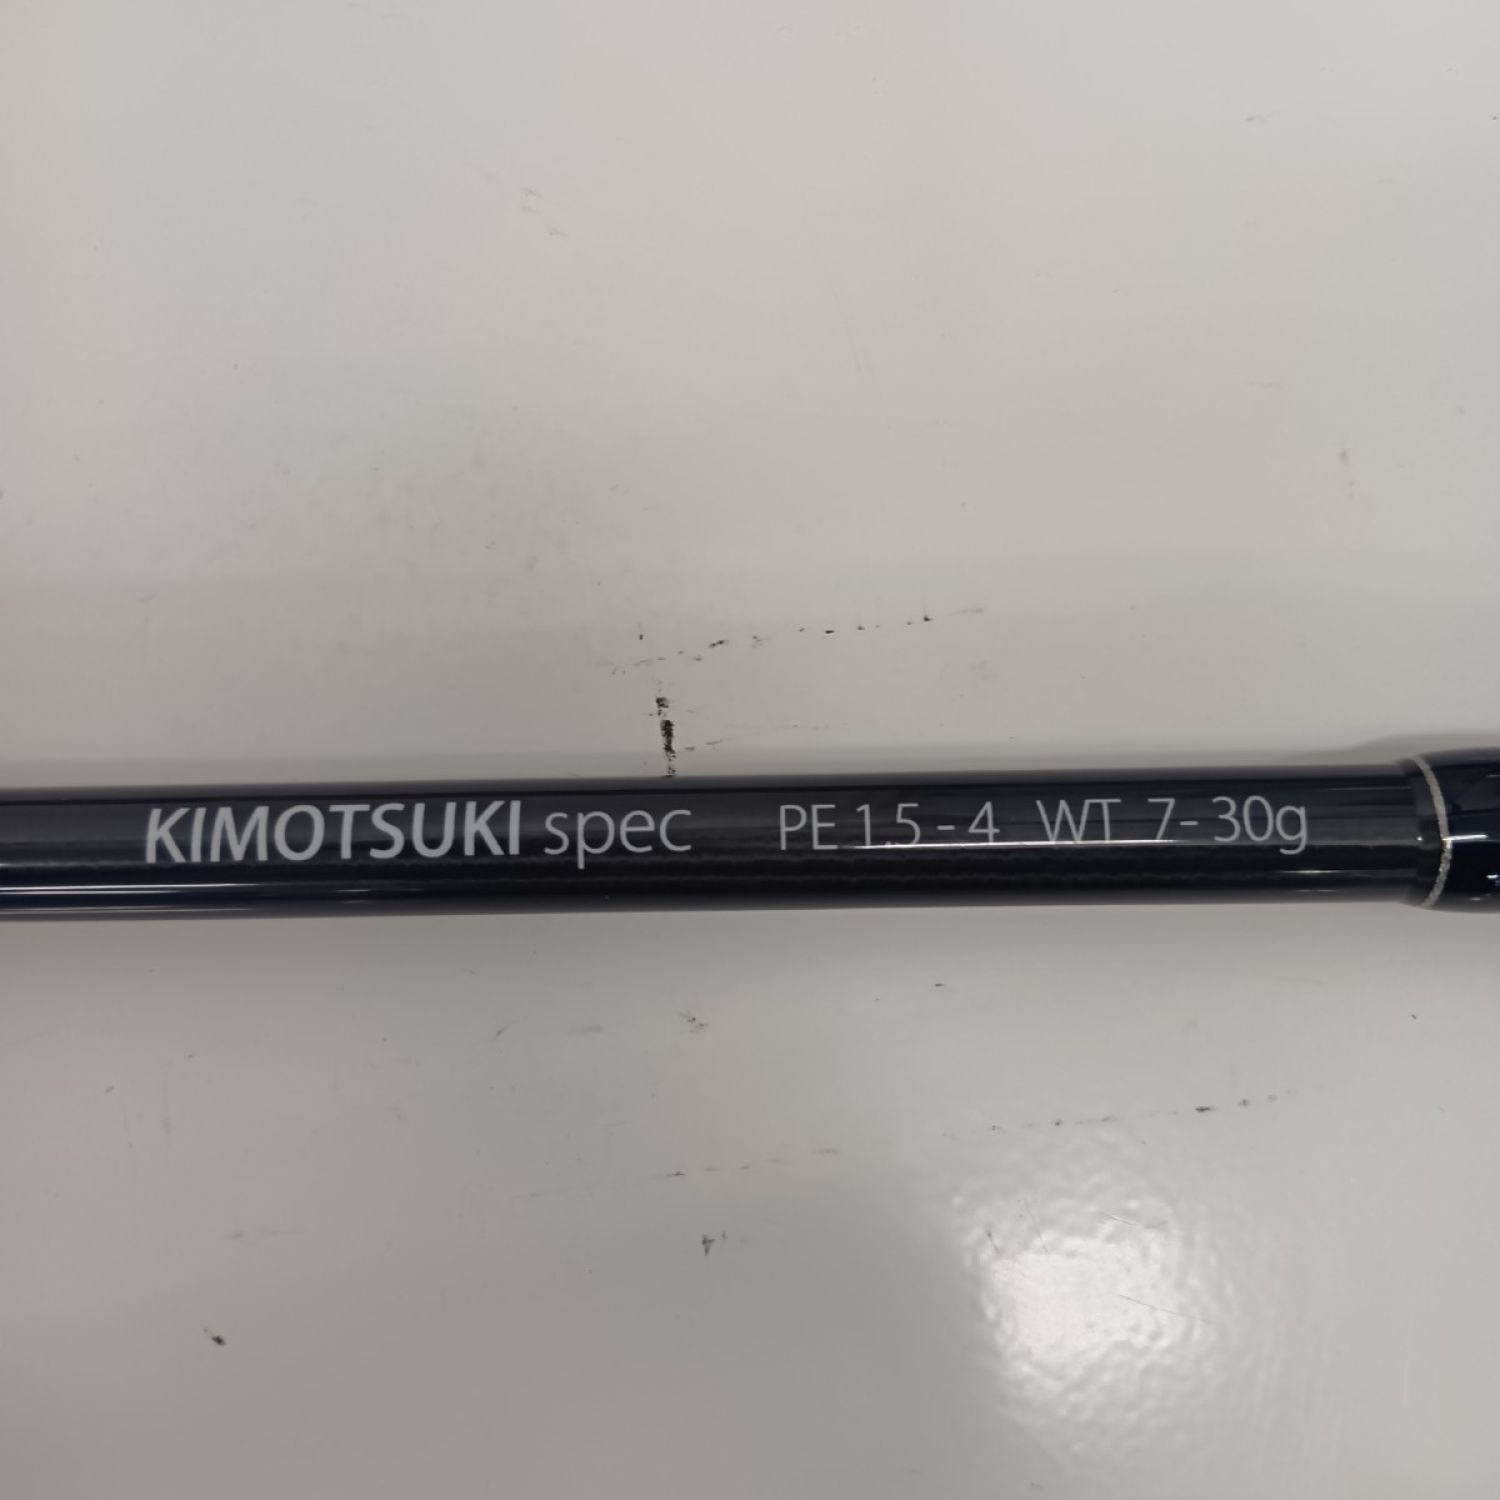 KIMOTSUKI spec PE 1.5 - 4 WT 7 - 30g